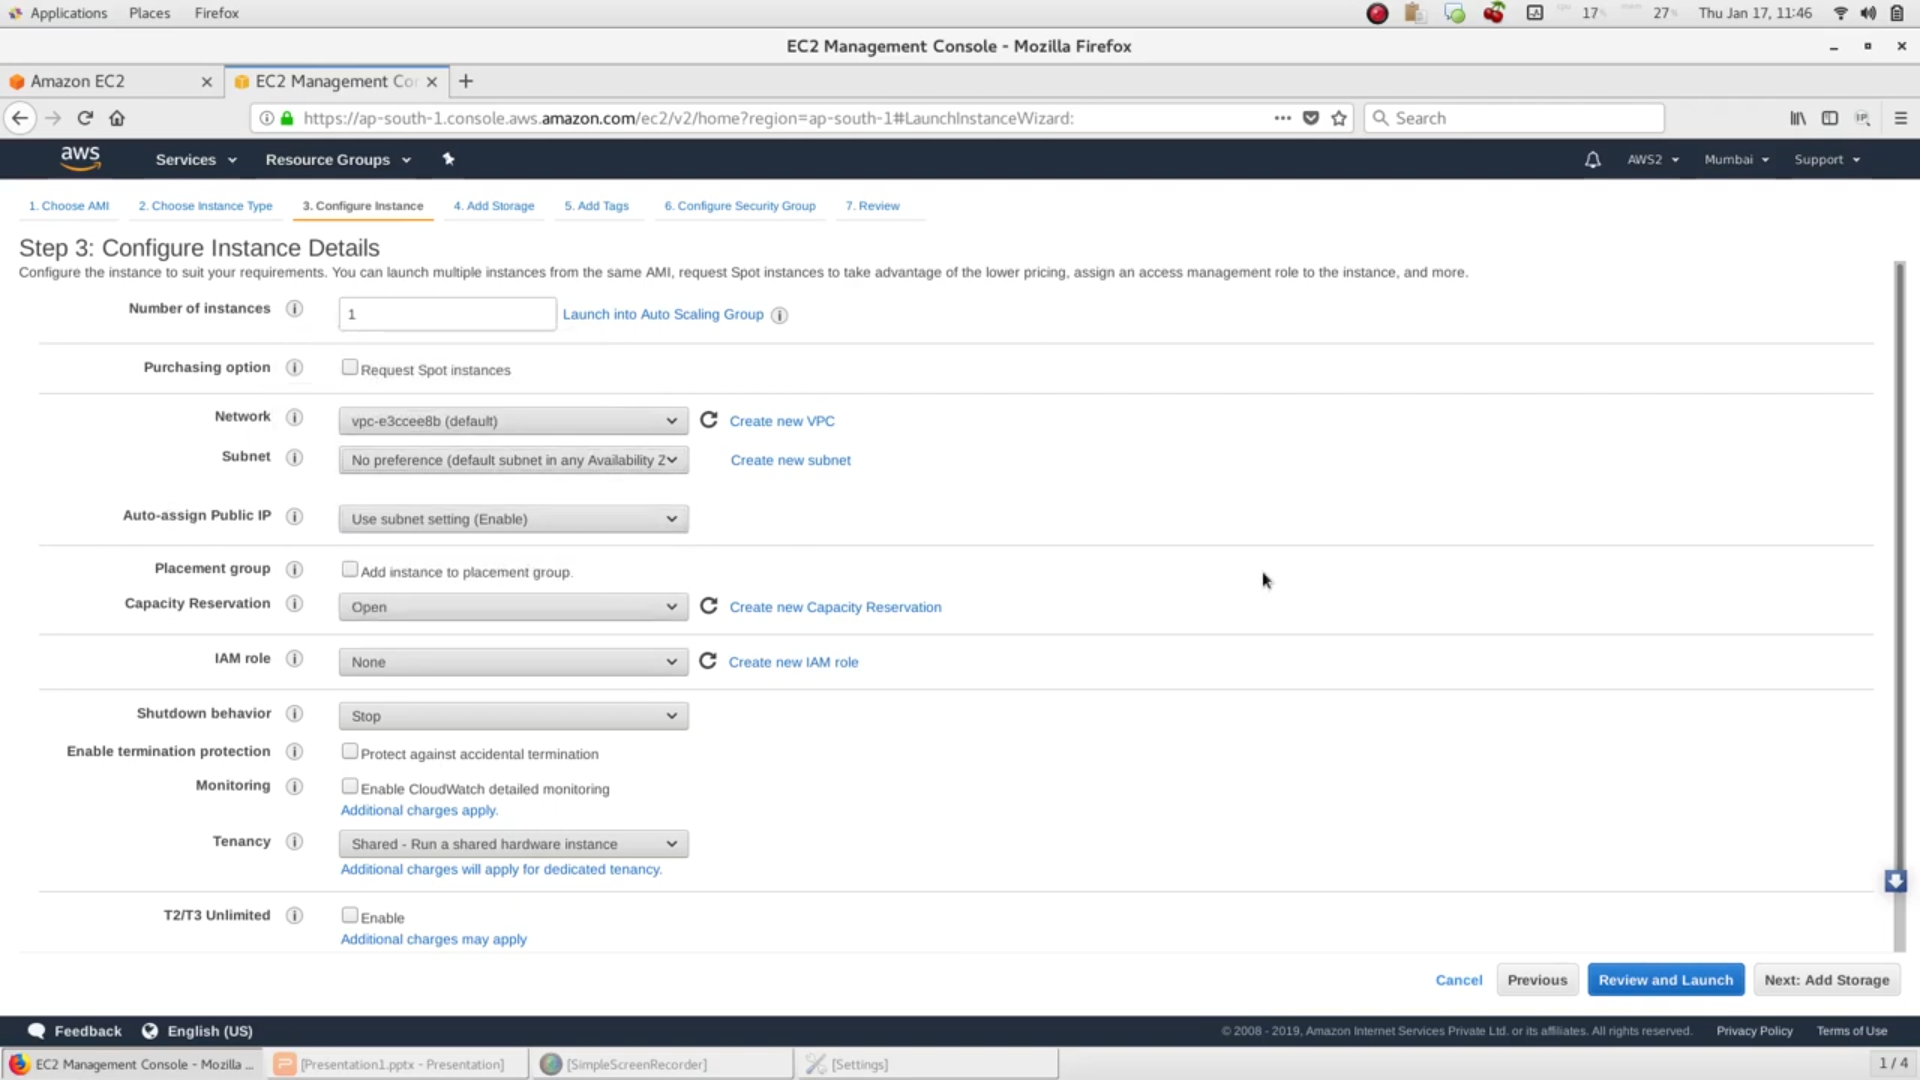 Applications Places Firefox 17% 27% Thu Jan 17, 11:46
EC2 Management Console - Mozilla Firefox
Amazon EC2 EC2 Management Cor
https://ap-south-1.console.aws.amazon.com/ec2/v2/home?region=ap-south-1#LaunchInstanceWizard: Search
aws Services Resource Groups AWS2 Mumbai Support
1. Choose AMI 2. Choose Instance Type 3. Configure Instance 4. Add Storage 5. Add Tags 6. Configure Security Group 7. Review
Step 3: Configure Instance Details
Configure the instance to suit your requirements. You can launch multiple instances from the same AMI, request Spot instances to take advantage of the lower pricing, assign an access management role to the instance, and more.
Number of instances 1 Launch into Auto Scaling Group
Purchasing option Request Spot instances
Network vpc-e3ccee8b (default) Create new VPC
Subnet No preference (default subnet in any Availability Z Create new subnet
Auto-assign Public IP Use subnet setting (Enable)
Placement group Add instance to placement group.
Capacity Reservation Open Create new Capacity Reservation
IAM role None Create new IAM role
Shutdown behavior Stop
Enable termination protection Protect against accidental termination
Monitoring Enable CloudWatch detailed monitoring
Additional charges apply.
Tenancy Shared - Run a shared hardware instance
Additional charges will apply for dedicated tenancy.
T2/T3 Unlimited Enable
Additional charges may apply
Cancel Previous Review and Launch Next: Add Storage
Feedback English (US) © 2008 - 2019, Amazon Internet Services Private Ltd. or its affiliates. All rights reserved. Privacy Policy Terms of Use
EC2 Management Console - Mozilla ... [Presentation1.pptx - Presentation] [SimpleScreenRecorder] [Settings] 1 / 4